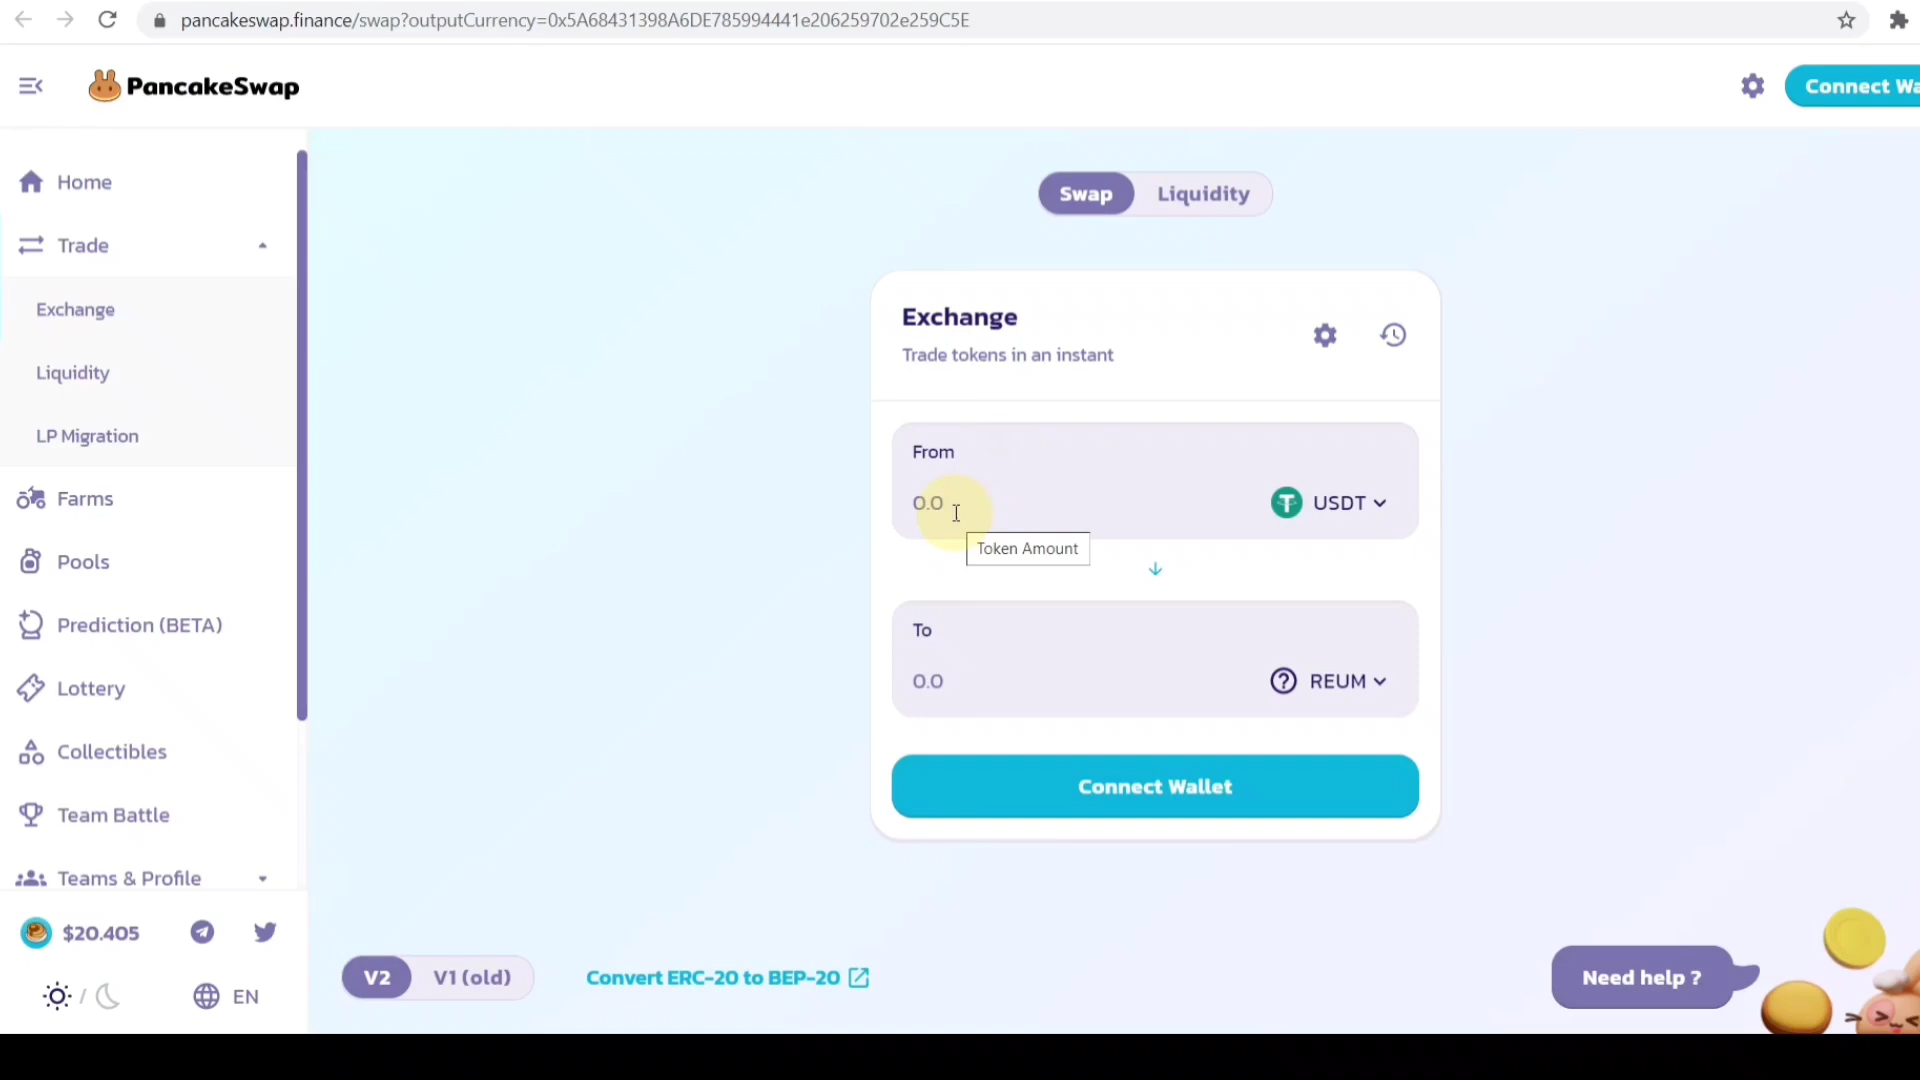 pancakeswap.finance/swap?outputCurrency=0x5A68431398A6DE785994441e206259702e259C5E
PancakeSwap
Connect Wa
Home
Trade
Exchange
Liquidity
LP Migration
Farms
Pools
Prediction (BETA)
Lottery
Collectibles
Team Battle
Teams & Profile
$20.405
EN
Swap
Liquidity
Exchange
Trade tokens in an instant
From
0.0
USDT
Token Amount
To
0.0
REUM
Connect Wallet
V2
V1 (old)
Convert ERC-20 to BEP-20
Need help ?